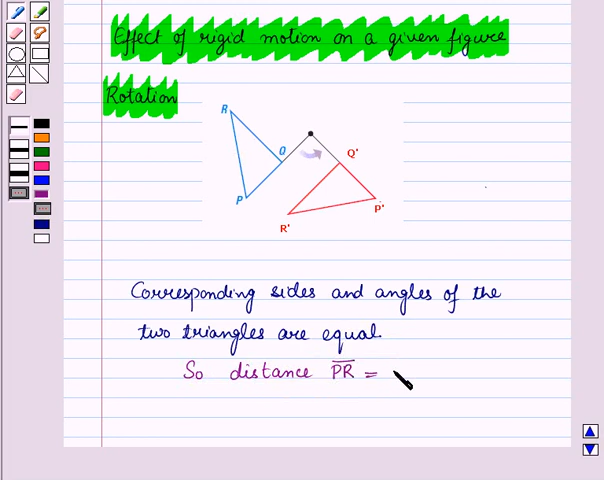 Effect of rigid motion on a given figure
Rotation
R
Q
Q'
P
P'
R'
Corresponding sides and angles of the
two triangles are equal.
So distance P̅R̅ =